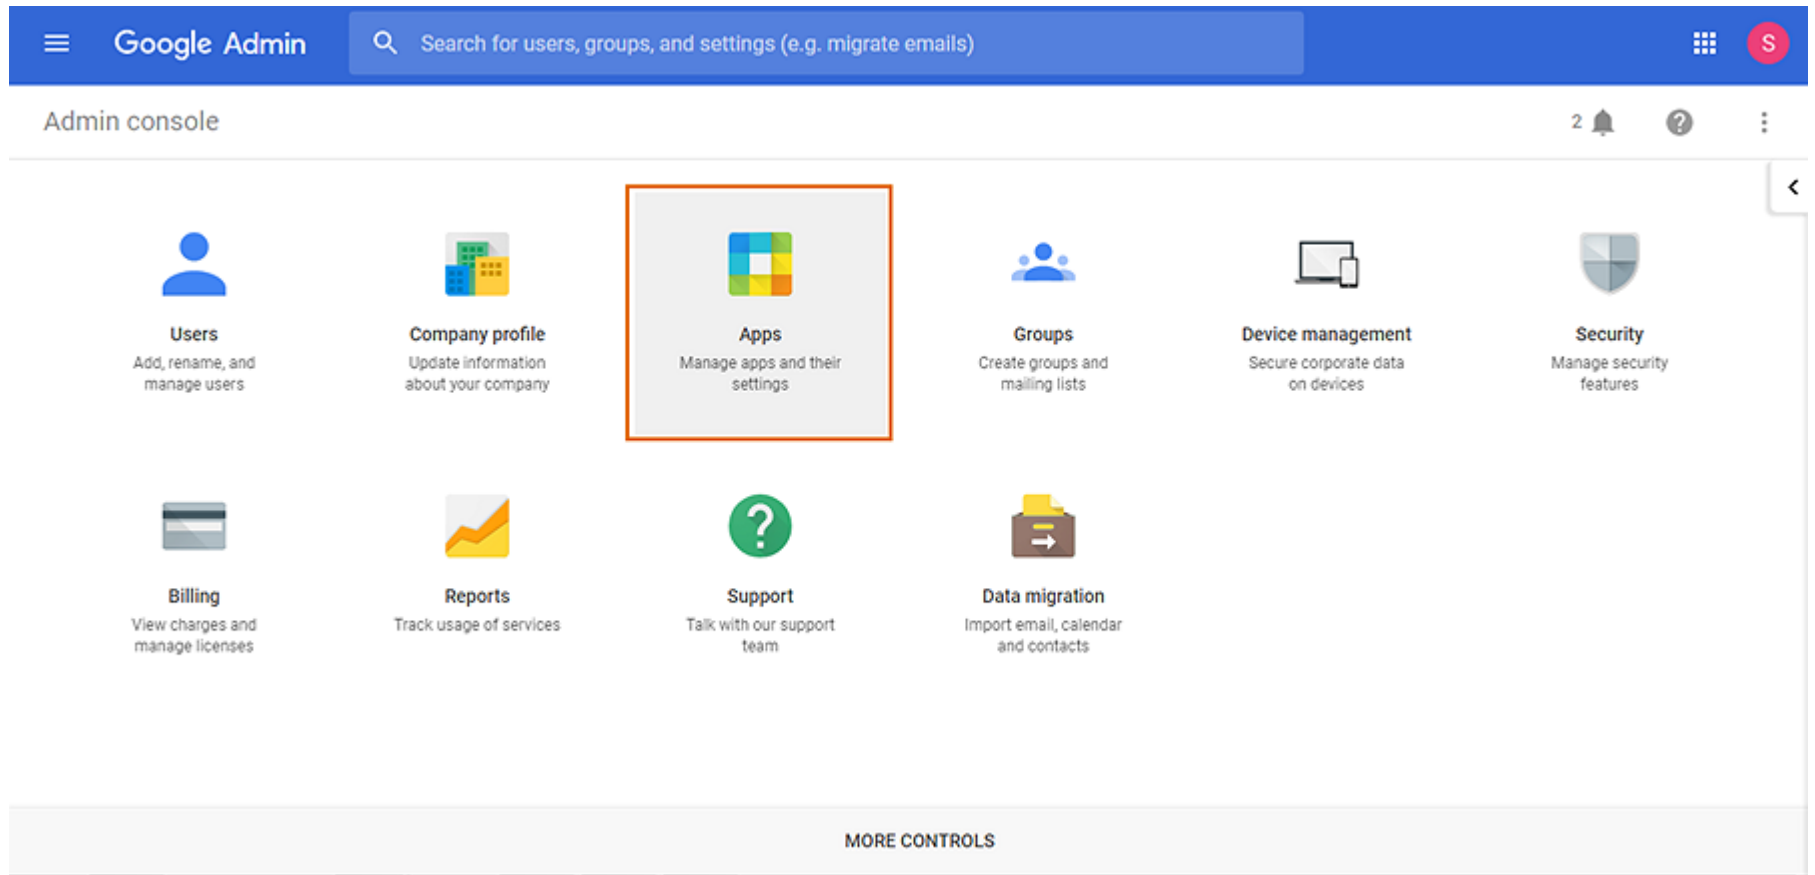 Google Admin
Search for users, groups, and settings (e.g. migrate emails)
S
Admin console
2
Users
Add, rename, and
manage users
Company profile
Update information
about your company
Apps
Manage apps and their
settings
Groups
Create groups and
mailing lists
Device management
Secure corporate data
on devices
Security
Manage security
features
Billing
View charges and
manage licenses
Reports
Track usage of services
Support
Talk with our support
team
Data migration
Import email, calendar
and contacts
MORE CONTROLS